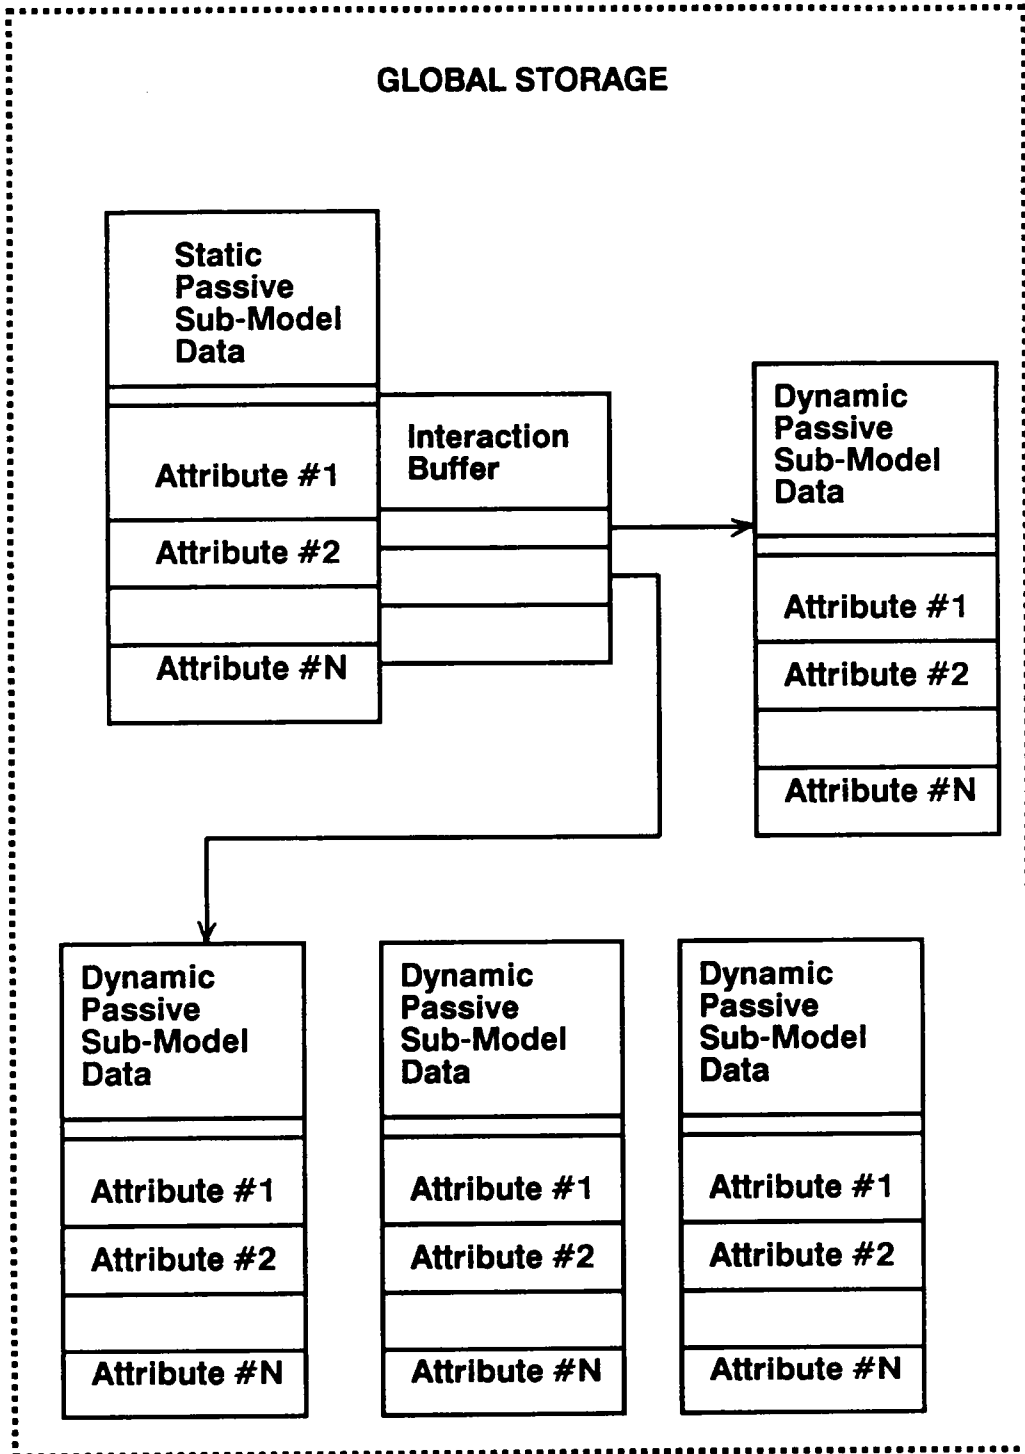 GLOBAL STORAGE
Static
Passive
Sub-Model
Data
Attribute #1
Attribute #2
Attribute #N
Interaction
Buffer
Dynamic
Passive
Sub-Model
Data
Attribute #1
Attribute #2
Attribute #N
Dynamic
Passive
Sub-Model
Data
Attribute #1
Attribute #2
Attribute #N
Dynamic
Passive
Sub-Model
Data
Attribute #1
Attribute #2
Attribute #N
Dynamic
Passive
Sub-Model
Data
Attribute #1
Attribute #2
Attribute #N